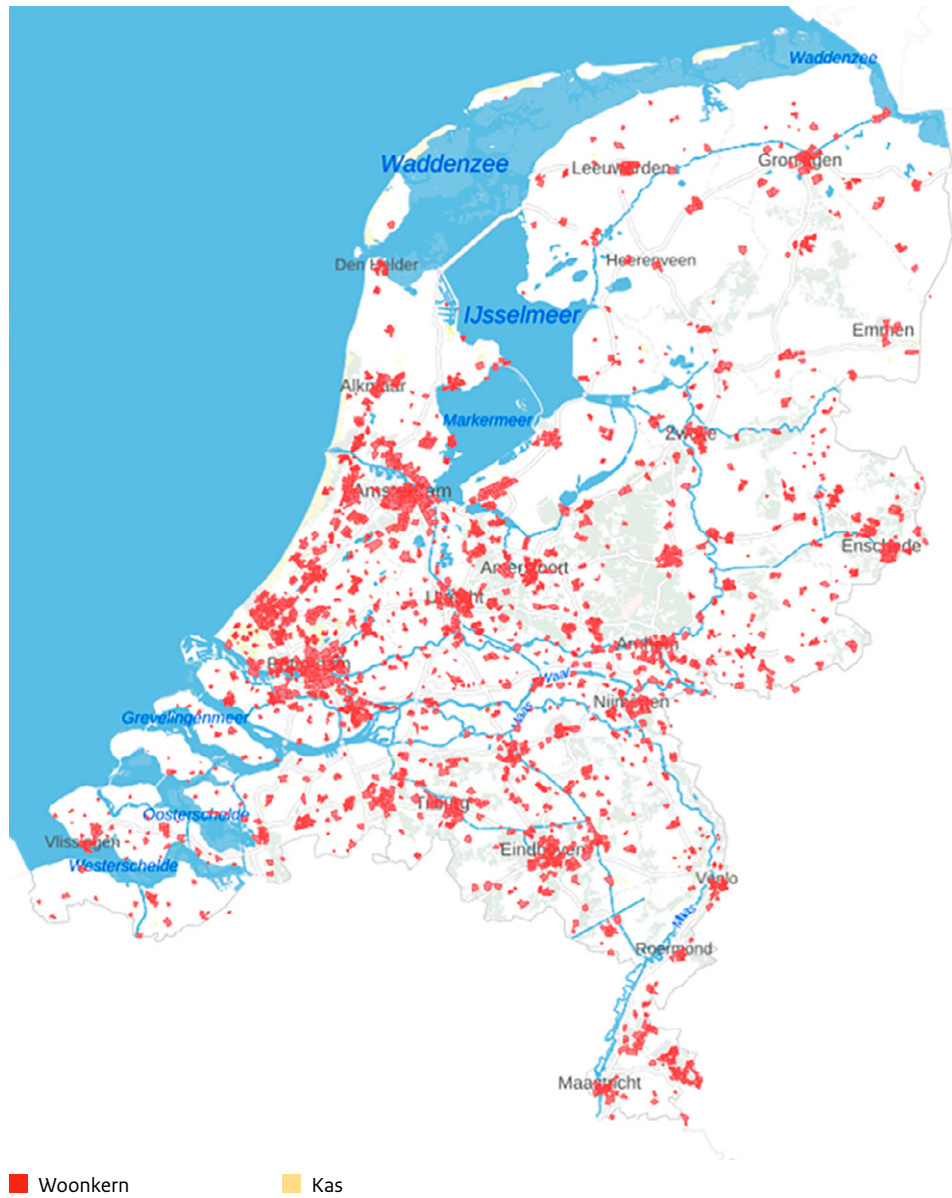 Waddenzee
Waddenzee
Groningen
Leeuwarden
Den Helder
Heerenveen
IJsselmeer
Emmen
Alkmaar
Markermeer
Zwolle
Amsterdam
Enschede
Amersfoort
Utrecht
Arnhem
Rotterdam
Waal
Nijmegen
Maas
Grevelingenmeer
Tilburg
Oosterschelde
Vlissingen
Eindhoven
Westerschelde
Venlo
Maas
Roermond
Maastricht
Woonkern Kas